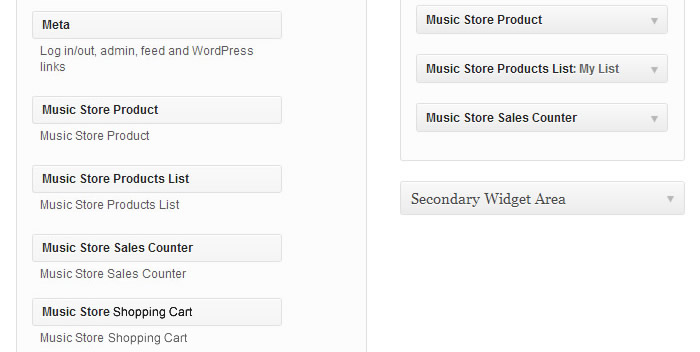 Meta
Log in/out, admin, feed and WordPress
links
Music Store Product
Music Store Product
Music Store Products List
Music Store Products List
Music Store Sales Counter
Music Store Sales Counter
Music Store Shopping Cart
Music Store Shopping Cart
Music Store Product
Music Store Products List: My List
Music Store Sales Counter
Secondary Widget Area